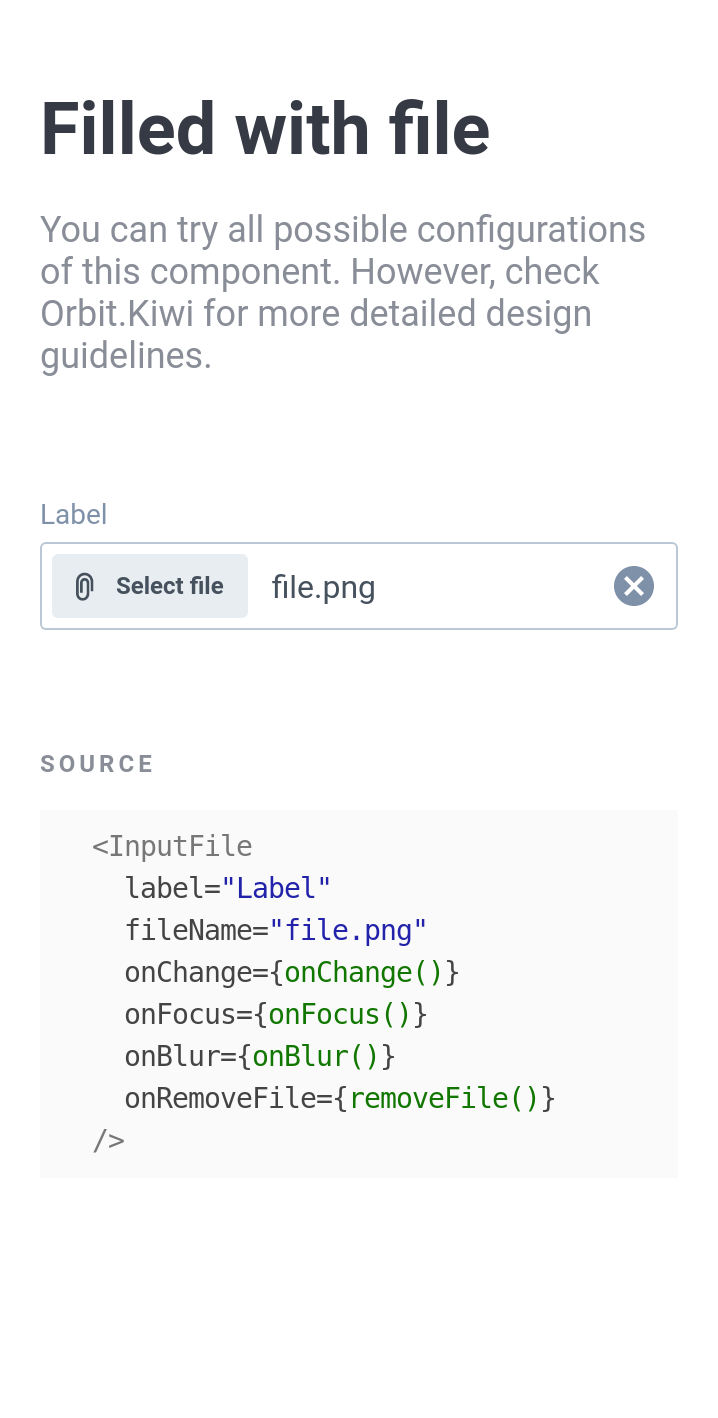 Filled with file
You can try all possible configurations
of this component. However, check
Orbit.Kiwi for more detailed design
guidelines.
Label
Select file file.png
SOURCE
<InputFile
label="Label"
fileName="file.png"
onChange={onChange()}
onFocus={onFocus()}
onBlur={onBlur()}
onRemoveFile={removeFile()}
/>